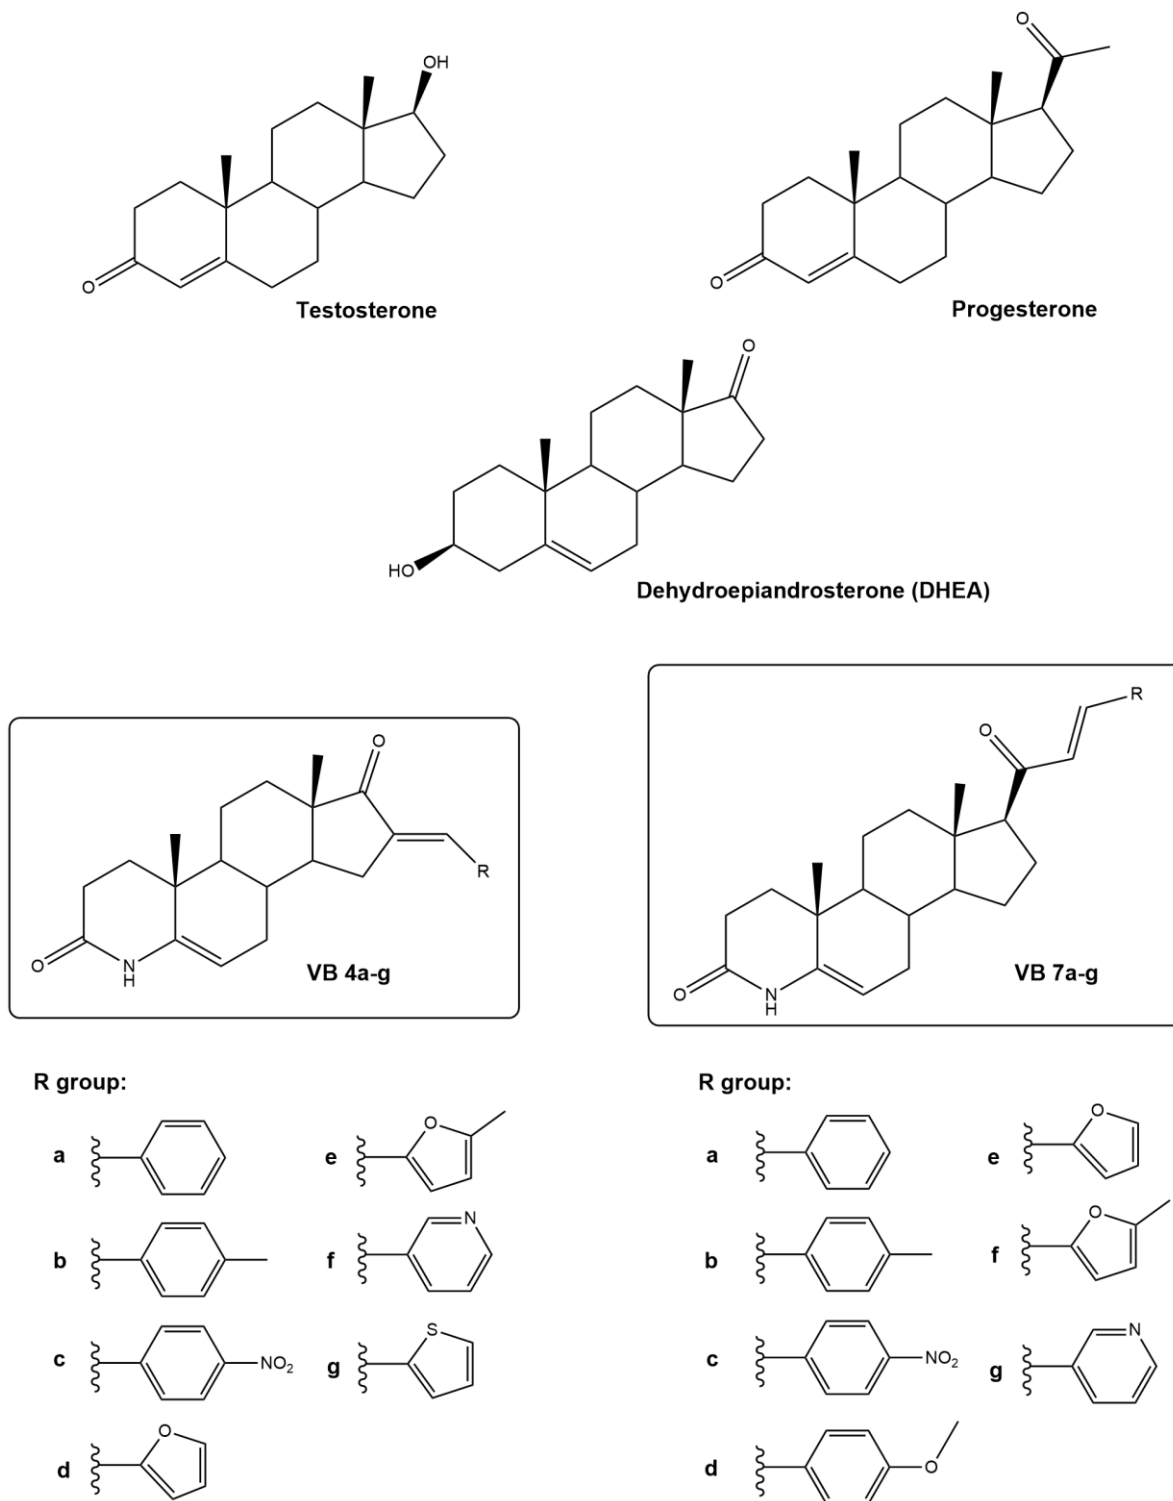 OH
O
O
Testosterone
O
Progesterone
O
HO
Dehydroepiandrosterone (DHEA)
O
R
O
N
H
VB 4a-g
R
O
O
N
H
VB 7a-g
R group:
a
b
c
NO2
d
O
e
O
f
N
g
S
R group:
a
b
c
NO2
d
O
e
O
f
O
g
N